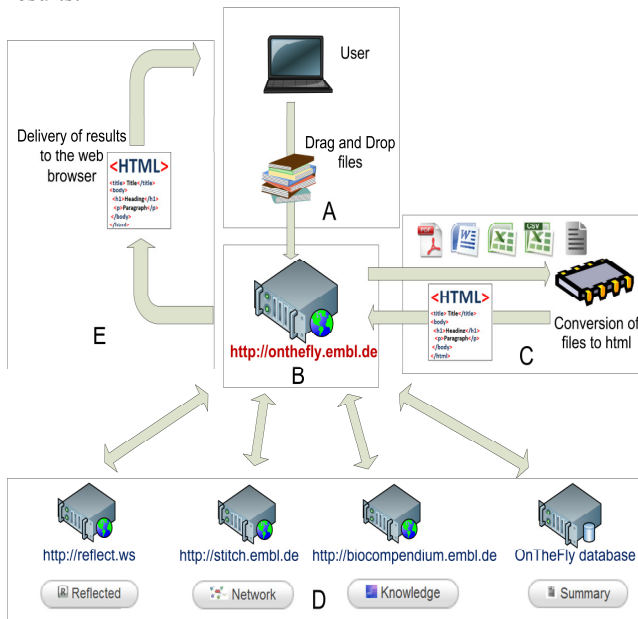 User
Drag and Drop
files
A
Delivery of results
to the web
browser
<HTML>
<title> Title</title>
<body>
<h1>Heading</h1>
<p>Paragraph</p>
</body>
</html>
E
http://onthefly.embl.de
B
PDF
W
X
CSV
X
<HTML>
<title> Title</title>
<body>
<h1>Heading</h1>
<p>Paragraph</p>
</body>
</html>
Conversion of
files to html
C
http://reflect.ws
http://stitch.embl.de
http://biocompendium.embl.de
OnTheFly database
R Reflected
Network
Knowledge
Summary
D